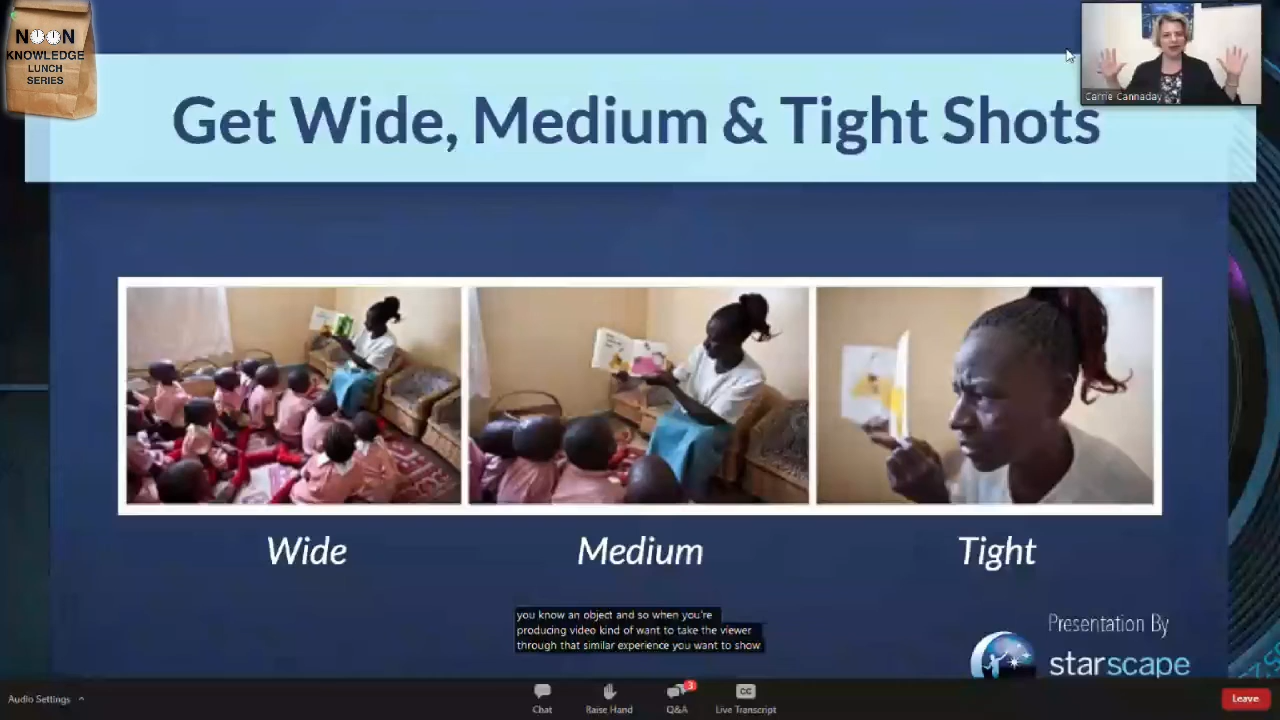 NOON
KNOWLEDGE
LUNCH
SERIES
Carrie Cannaday
Get Wide, Medium & Tight Shots
Wide
Medium
Tight
you know an object and so when you're
producing video kind of want to take the viewer
through that similar experience you want to show
Presentation By
starscape
Audio Settings
Chat
Raise Hand
3
Q&A
CC
Live Transcript
Leave